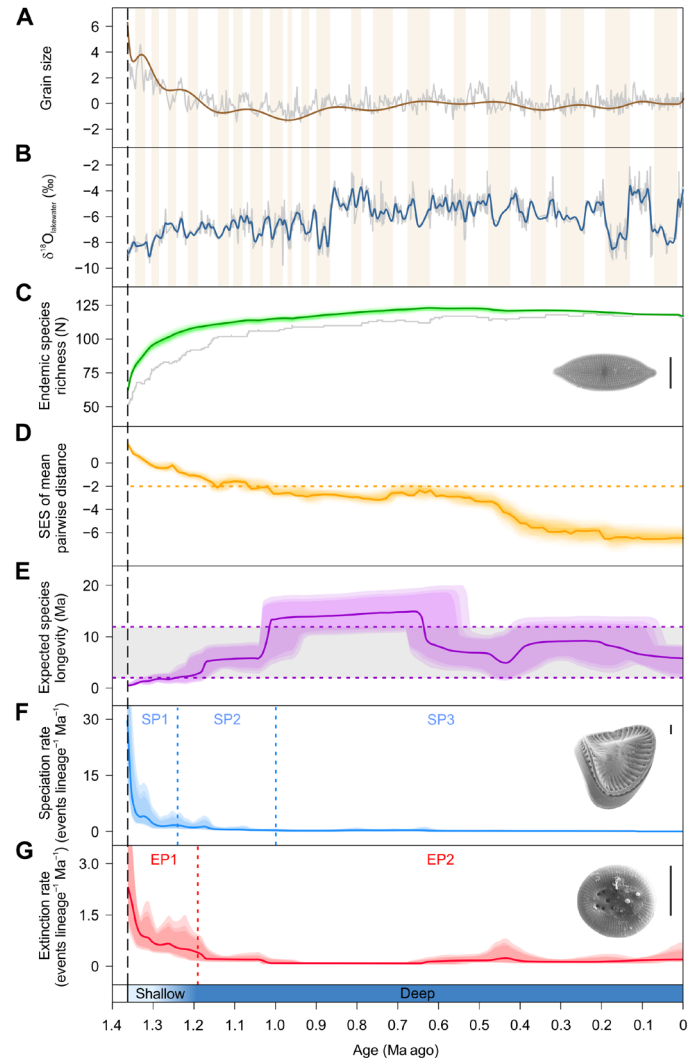 A
Grain size
6
4
2
0
−2
B
δ¹⁸Olakewater (‰)
−2
−4
−6
−8
−10
C
Endemic species
richness (N)
125
100
75
50
D
SES of mean
pairwise distance
0
−2
−4
−6
E
Expected species
longevity (Ma)
20
10
0
F
Speciation rate
(events lineage⁻¹ Ma⁻¹)
30
15
0
SP1 SP2 SP3
G
Extinction rate
(events lineage⁻¹ Ma⁻¹)
3.0
1.5
0
EP1 EP2
Shallow Deep
1.4 1.3 1.2 1.1 1.0 0.9 0.8 0.7 0.6 0.5 0.4 0.3 0.2 0.1 0
Age (Ma ago)